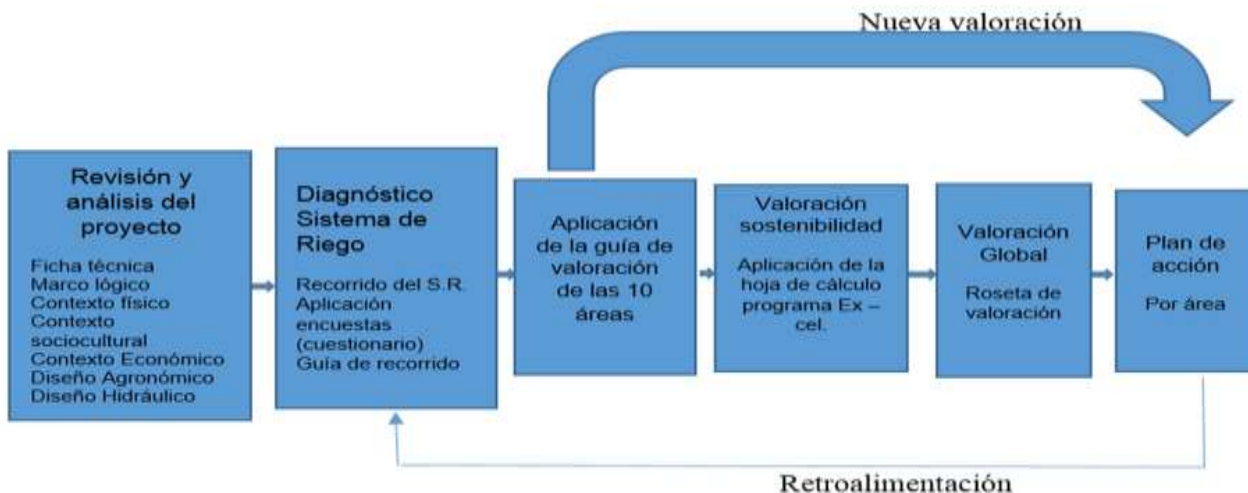 Nueva valoración
Revisión y
análisis del
proyecto
Ficha técnica
Marco lógico
Contexto físico
Contexto
sociocultural
Contexto Económico
Diseño Agronómico
Diseño Hidráulico
Diagnóstico
Sistema de
Riego
Recorrido del S.R.
Aplicación
encuestas
(cuestionario)
Guía de recorrido
Aplicación
de la guía de
valoración
de las 10
áreas
Valoración
sostenibilidad
Aplicación de la
hoja de cálculo
programa Ex –
cel.
Valoración
Global
Roseta de
valoración
Plan de
acción
Por área
Retroalimentación